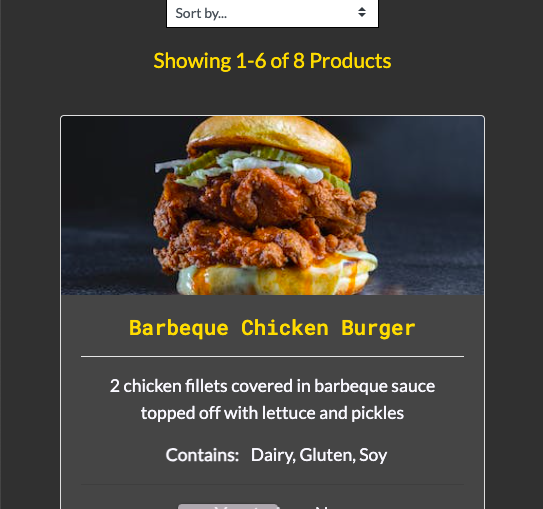 Sort by...
Showing 1-6 of 8 Products
Barbeque Chicken Burger
2 chicken fillets covered in barbeque sauce
topped off with lettuce and pickles
Contains: Dairy, Gluten, Soy